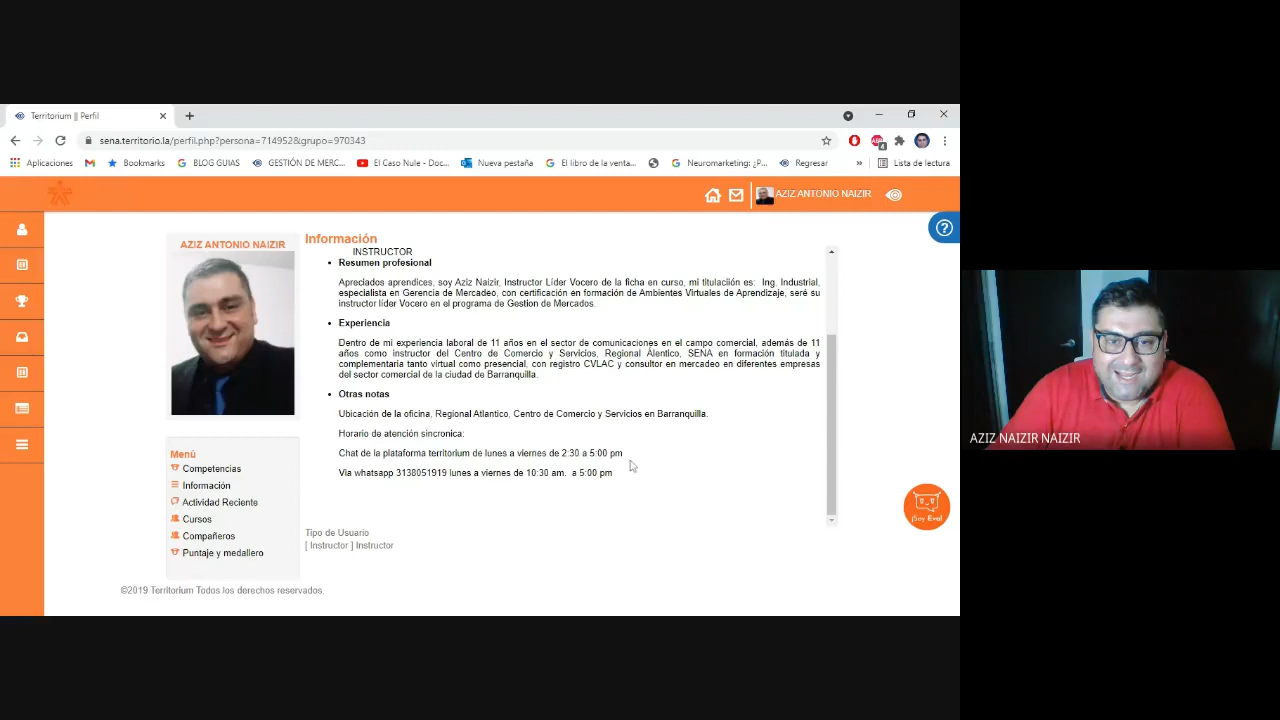 Territorium || Perfil
sena.territorio.la/perfil.php?persona=714952&grupo=970343
Aplicaciones
Bookmarks
BLOG GUIAS
GESTIÓN DE MERC...
El Caso Nule - Doc...
Nueva pestaña
El libro de la venta...
Neuromarketing: ¿P...
Regresar
»
Lista de lectura
AZIZ ANTONIO NAIZIR
AZIZ ANTONIO NAIZIR
Información
INSTRUCTOR
• Resumen profesional
Apreciados aprendices, soy Aziz Naizir, Instructor Líder Vocero de la ficha en curso, mi titulaciín es: Ing. Industrial,
especialista en Gerencia de Mercadeo, con certificación en formación de Ambientes Virtuales de Aprendizaje, seré su
instructor líder Vocero en el programa de Gestion de Mercados.
• Experiencia
Dentro de mi experiencia laboral de 11 años en el sector de comunicaciones en el campo comercial, además de 11
años como instructor del Centro de Comercio y Servicios, Regional Álentico, SENA en formación titulada y
complementaria tanto virtual como presencial, con registro CVLAC y consultor en mercadeo en diferentes empresas
del sector comercial de la ciudad de Barranquilla.
• Otras notas
Ubicación de la oficina, Regional Atlantico, Centro de Comercio y Servicios en Barranquilla.
Horario de atención sincronica:
Chat de la plataforma territorium de lunes a viernes de 2:30 a 5:00 pm
Via whatsapp 3138051919 lunes a viernes de 10:30 am. a 5:00 pm
Menú
Competencias
Información
Actividad Reciente
Cursos
Compañeros
Puntaje y medallero
Tipo de Usuario
[ Instructor ] Instructor
©2019 Territorium Todos los derechos reservados.
¡Soy Eva!
AZIZ NAIZIR NAIZIR